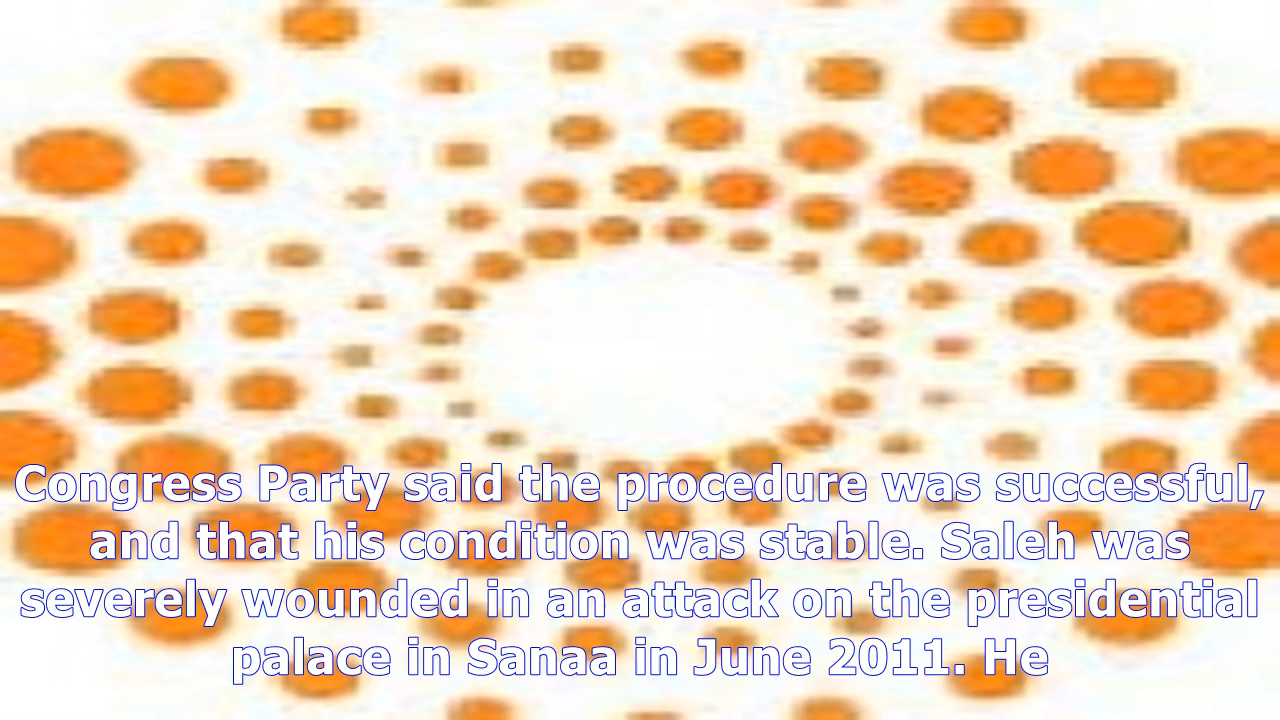 Congress Party said the procedure was successful,
and that his condition was stable. Saleh was
severely wounded in an attack on the presidential
palace in Sanaa in June 2011. He